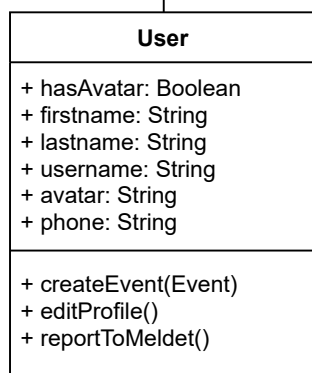 User
+ hasAvatar: Boolean
+ firstname: String
+ lastname: String
+ username: String
+ avatar: String
+ phone: String
+ createEvent(Event)
+ editProfile()
+ reportToMeldet()